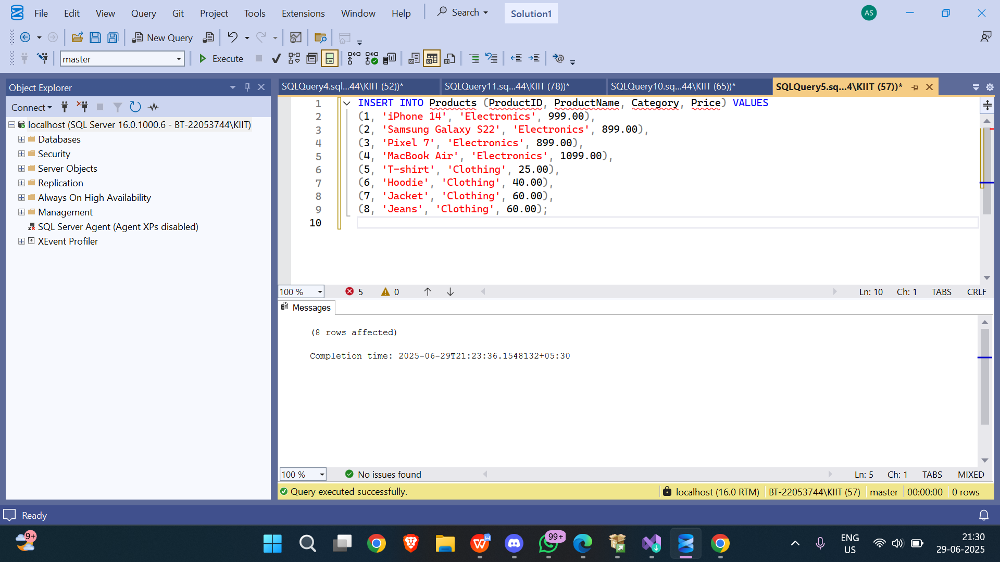 File Edit View Query Git Project Tools Extensions Window Help Search Solution1 AS
New Query
master Execute
Object Explorer
Connect
localhost (SQL Server 16.0.1000.6 - BT-22053744\KIIT)
Databases
Security
Server Objects
Replication
Always On High Availability
Management
SQL Server Agent (Agent XPs disabled)
XEvent Profiler
SQLQuery4.sql...44\KIIT (52))* SQLQuery11.sq...44\KIIT (78))* SQLQuery10.sq...44\KIIT (65))* SQLQuery5.sq...4\KIIT (57))*
1 INSERT INTO Products (ProductID, ProductName, Category, Price) VALUES
2 (1, 'iPhone 14', 'Electronics', 999.00),
3 (2, 'Samsung Galaxy S22', 'Electronics', 899.00),
4 (3, 'Pixel 7', 'Electronics', 899.00),
5 (4, 'MacBook Air', 'Electronics', 1099.00),
6 (5, 'T-shirt', 'Clothing', 25.00),
7 (6, 'Hoodie', 'Clothing', 40.00),
8 (7, 'Jacket', 'Clothing', 60.00),
9 (8, 'Jeans', 'Clothing', 60.00);
10
100 % 5 0 Ln: 10 Ch: 1 TABS CRLF
Messages
(8 rows affected)
Completion time: 2025-06-29T21:23:36.1548132+05:30
100 % No issues found Ln: 5 Ch: 1 TABS MIXED
Query executed successfully. localhost (16.0 RTM) BT-22053744\KIIT (57) master 00:00:00 0 rows
Ready
9+ 99+ ENG US 21:30 29-06-2025